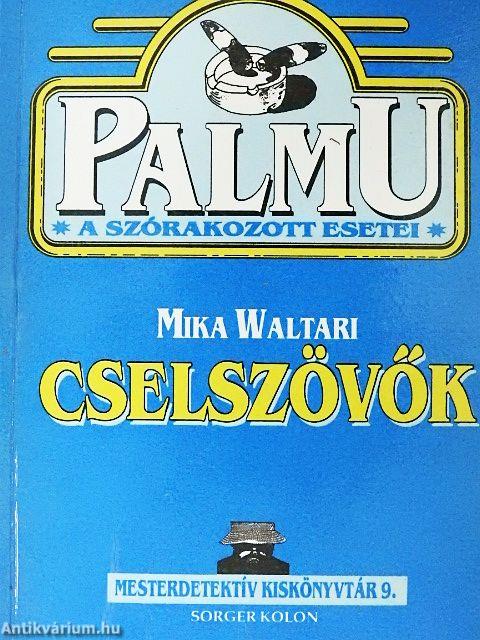 PALMU
* A SZÓRAKOZOTT ESETEI *
MIKA WALTARI
CSELSZÖVŐK
MESTERDETEKTÍV KISKÖNYVTÁR 9.
SORGER KOLON
Antikvárium.hu